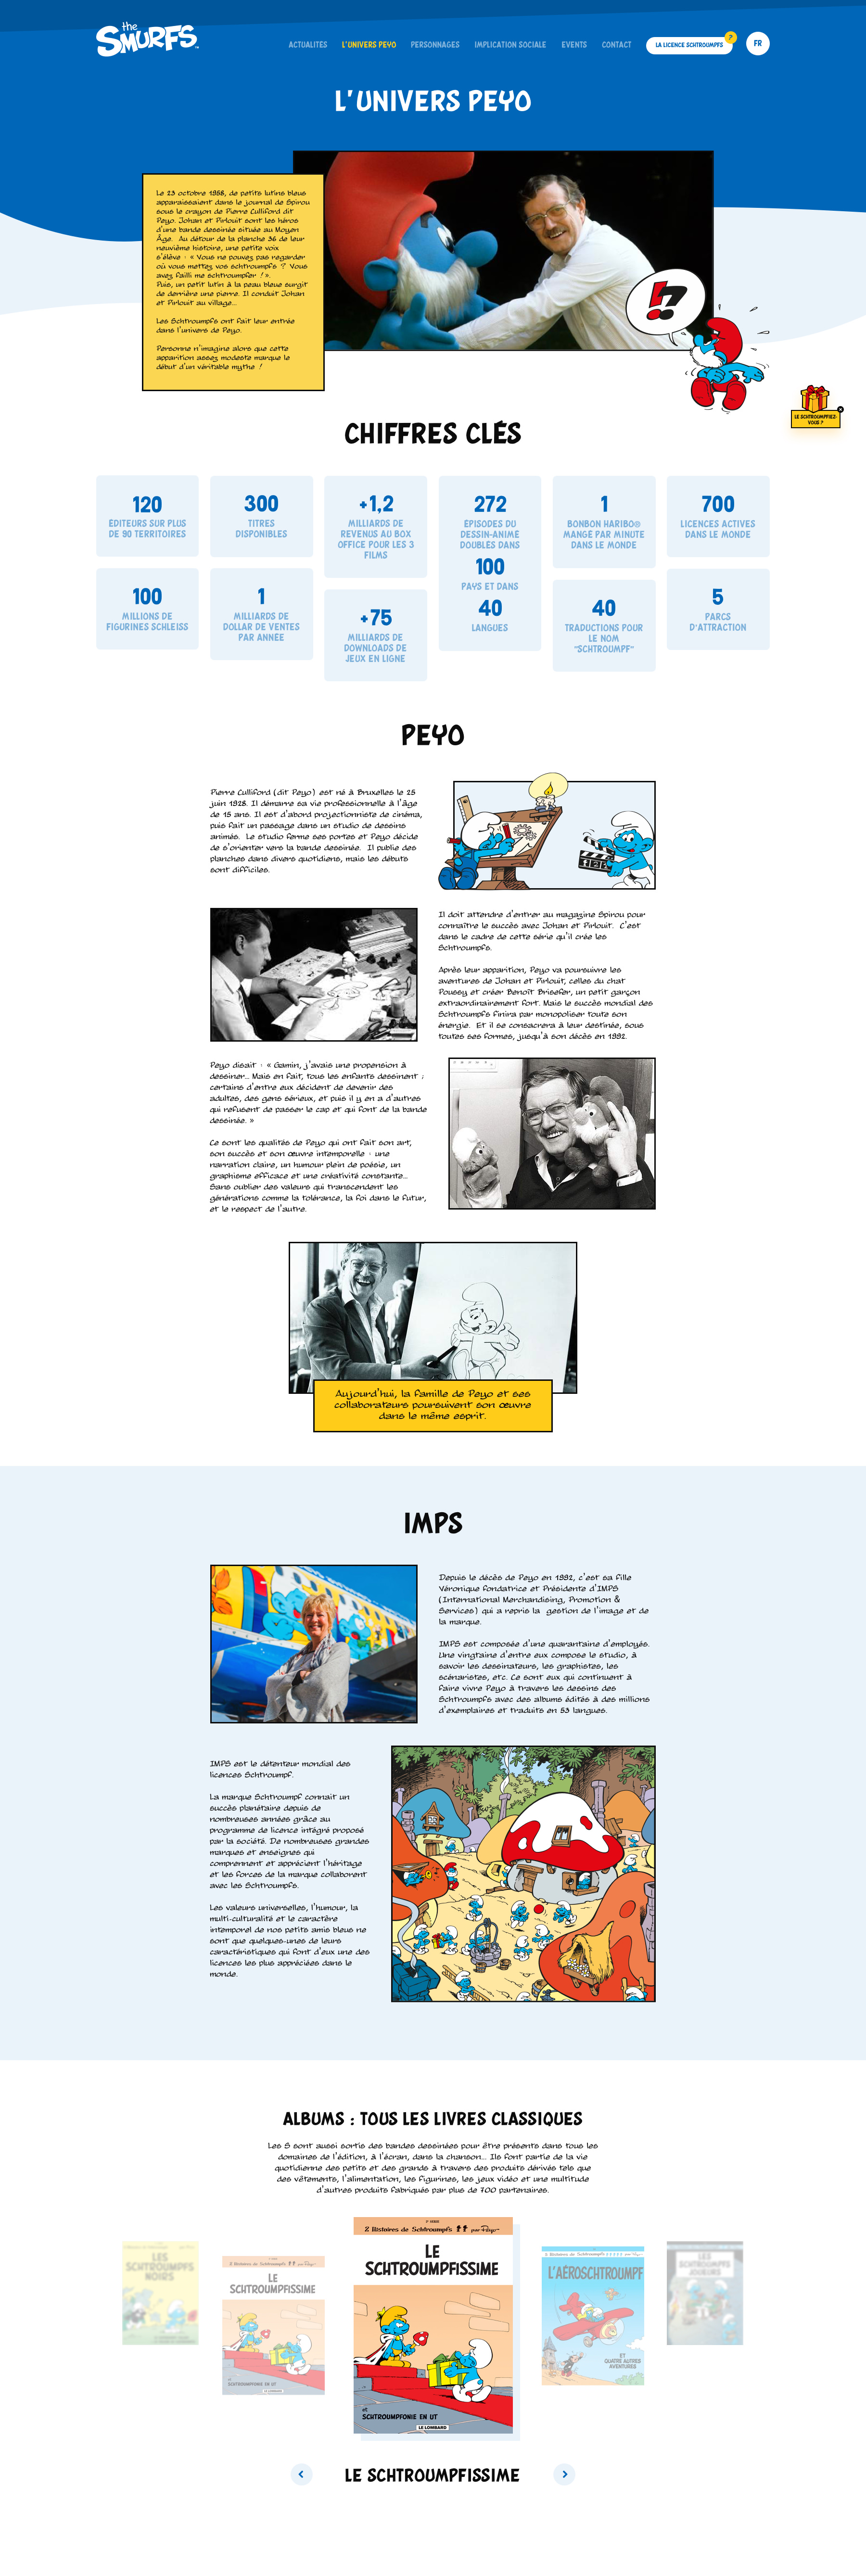 the
SMURFS
ACTUALITÉS
L'UNIVERS PEYO
PERSONNAGES
IMPLICATION SOCIALE
EVENTS
CONTACT
LA LICENCE SCHTROUMPFS
?
FR
L'UNIVERS PEYO
Le 23 octobre 1958, de petits lutins bleus
apparaissaient dans le journal de Spirou
sous le crayon de Pierre Culliford dit
Peyo. Johan et Pirlouit sont les héros
d'une bande dessinée située au Moyen
Âge. Au détour de la planche 36 de leur
neuvième histoire, une petite voix
s'élève : « Vous ne pouvez pas regarder
où vous mettez vos schtroumpfs ? Vous
avez failli me schtroumpfer ! ».
Puis, un petit lutin à la peau bleue surgit
de derrière une pierre. Il conduit Johan
et Pirlouit au village...
Les Schtroumpfs ont fait leur entrée
dans l'univers de Peyo.
Personne n'imagine alors que cette
apparition assez modeste marque le
début d'un véritable mythe !
!?
LE SCHTROUMPFIEZ-
VOUS ?
CHIFFRES CLÉS
120
ÉDITEURS SUR PLUS
DE 90 TERRITOIRES
300
TITRES
DISPONIBLES
+1,2
MILLIARDS DE
REVENUS AU BOX
OFFICE POUR LES 3
FILMS
272
ÉPISODES DU
DESSIN-ANIMÉ
DOUBLÉS DANS
100
PAYS ET DANS
40
LANGUES
1
BONBON HARIBO®
MANGÉ PAR MINUTE
DANS LE MONDE
700
LICENCES ACTIVES
DANS LE MONDE
100
MILLIONS DE
FIGURINES SCHLEISS
1
MILLIARDS DE
DOLLAR DE VENTES
PAR ANNÉE
+75
MILLIARDS DE
DOWNLOADS DE
JEUX EN LIGNE
40
TRADUCTIONS POUR
LE NOM
"SCHTROUMPF"
5
PARCS
D'ATTRACTION
PEYO
Pierre Culliford (dit Peyo) est né à Bruxelles le 25
juin 1928. Il démarre sa vie professionnelle à l'âge
de 15 ans. Il est d'abord projectionniste de cinéma,
puis fait un passage dans un studio de dessins
animés. Le studio ferme ses portes et Peyo décide
de s'orienter vers la bande dessinée. Il publie des
planches dans divers quotidiens, mais les débuts
sont difficiles.
Il doit attendre d'entrer au magazine Spirou pour
connaître le succès avec Johan et Pirlouit. C'est
dans le cadre de cette série qu'il crée les
Schtroumpfs.
Après leur apparition, Peyo va poursuivre les
aventures de Johan et Pirlouit, celles du chat
Poussy et créer Benoît Brisefer, un petit garçon
extraordinairement fort. Mais le succès mondial des
Schtroumpfs finira par monopoliser toute son
énergie. Et il se consacrera à leur destinée, sous
toutes ses formes, jusqu'à son décès en 1992.
Peyo disait : « Gamin, j'avais une propension à
dessiner... Mais en fait, tous les enfants dessinent ;
certains d'entre eux décident de devenir des
adultes, des gens sérieux, et puis il y en a d'autres
qui refusent de passer le cap et qui font de la bande
dessinée. »
Ce sont les qualités de Peyo qui ont fait son art,
son succès et son œuvre intemporelle : une
narration claire, un humour plein de poésie, un
graphisme efficace et une créativité constante...
Sans oublier des valeurs qui transcendent les
générations comme la tolérance, la foi dans le futur,
et le respect de l'autre.
Aujourd'hui, la famille de Peyo et ses
collaborateurs poursuivent son œuvre
dans le même esprit.
IMPS
Depuis le décès de Peyo en 1992, c'est sa fille
Véronique fondatrice et Présidente d'IMPS
(International Merchandising, Promotion &
Services) qui a repris la gestion de l'image et de
la marque.
IMPS est composée d'une quarantaine d'employés.
Une vingtaine d'entre eux compose le studio, à
savoir les dessinateurs, les graphistes, les
scénaristes, etc. Ce sont eux qui continuent à
faire vivre Peyo à travers les dessins des
Schtroumpfs avec des albums édités à des millions
d'exemplaires et traduits en 53 langues.
IMPS est le détenteur mondial des
licences Schtroumpf.
La marque Schtroumpf connait un
succès planétaire depuis de
nombreuses années grâce au
programme de licence intégré proposé
par la société. De nombreuses grandes
marques et enseignes qui
comprennent et apprécient l'héritage
et les forces de la marque collaborent
avec les Schtroumpfs.
Les valeurs universelles, l'humour, la
multi-culturalité et le caractère
intemporel de nos petits amis bleus ne
sont que quelques-unes de leurs
caractéristiques qui font d'eux une des
licences les plus appréciées dans le
monde.
ALBUMS : TOUS LES LIVRES CLASSIQUES
Les S sont aussi sortis des bandes dessinées pour être présents dans tous les
domaines de l'édition, à l'écran, dans la chanson... Ils font partie de la vie
quotidienne des petits et des grands à travers des produits dérivés tels que
des vêtements, l'alimentation, les figurines, les jeux vidéo et une multitude
d'autres produits fabriqués par plus de 700 partenaires.
LES
SCHTROUMPFS
NOIRS
2 Histoires de Schtroumpfs
LE
SCHTROUMPFISSIME
SCHTROUMPFONIE EN UT
LE LOMBARD
2 Histoires de Schtroumpfs par Peyo
LE
SCHTROUMPFISSIME
et
SCHTROUMPFONIE EN UT
LE LOMBARD
Histoires de Schtroumpfs
L'AÉROSCHTROUMPF
ET
QUATRE AUTRES
AVENTURES
LES
SCHTROUMPFS
JOUEURS
LE SCHTROUMPFISSIME